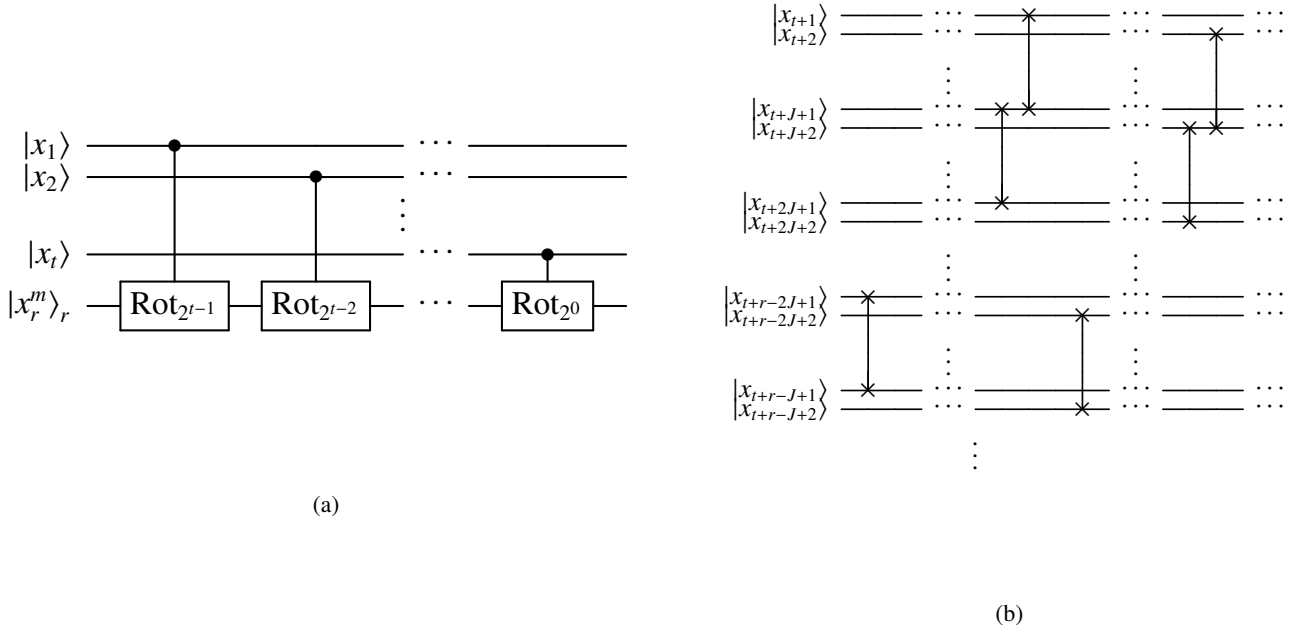 |x_1⟩ ···
|x_2⟩ ···
⋮
|x_t⟩ ···
|x_r^m⟩_r Rot_{2^{t-1}} Rot_{2^{t-2}} ··· Rot_{2^0}
(a)
|x_{t+1}⟩ ··· ··· ···
|x_{t+2}⟩ ··· ··· ···
⋮ ⋮
|x_{t+J+1}⟩ ··· ··· ···
|x_{t+J+2}⟩ ··· ··· ···
⋮ ⋮
|x_{t+2J+1}⟩ ··· ··· ···
|x_{t+2J+2}⟩ ··· ··· ···
⋮ ⋮
|x_{t+r-2J+1}⟩ ··· ··· ···
|x_{t+r-2J+2}⟩ ··· ··· ···
⋮ ⋮
|x_{t+r-J+1}⟩ ··· ··· ···
|x_{t+r-J+2}⟩ ··· ··· ···
⋮
(b)